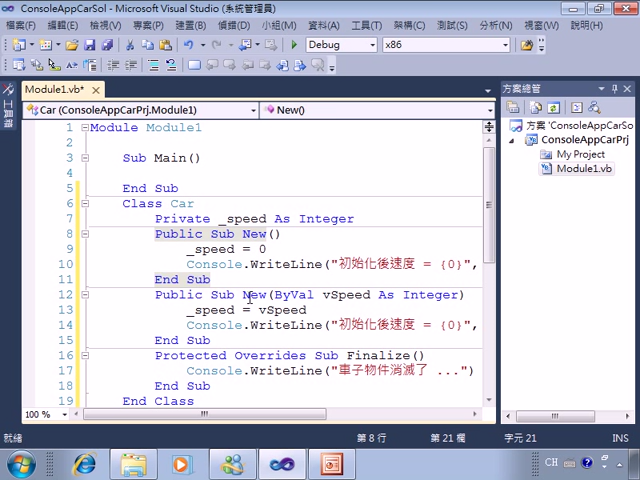 ConsoleAppCarSol - Microsoft Visual Studio (系統管理員)
檔案(F) 編輯(E) 檢視(V) 專案(P) 建置(B) 偵錯(D) 小組(M) 資料(A) 工具(T) 架構(C) 測試(S) 分析(N) 視窗(W) 說明(H)
Debug x86
工具箱
Module1.vb*
Car (ConsoleAppCarPrj.Module1) New()
1 Module Module1
2
3 Sub Main()
4
5 End Sub
6 Class Car
7 Private _speed As Integer
8 Public Sub New()
9 _speed = 0
10 Console.WriteLine("初始化後速度 = {0}",
11 End Sub
12 Public Sub New(ByVal vSpeed As Integer)
13 _speed = vSpeed
14 Console.WriteLine("初始化後速度 = {0}",
15 End Sub
16 Protected Overrides Sub Finalize()
17 Console.WriteLine("車子物件消滅了 ...")
18 End Sub
19 End Class
100 %
方案總管
方案 'ConsoleAppCarSo
ConsoleAppCarPrj
My Project
Module1.vb
就緒 第 8 行 第 21 欄 字元 21 INS
CH